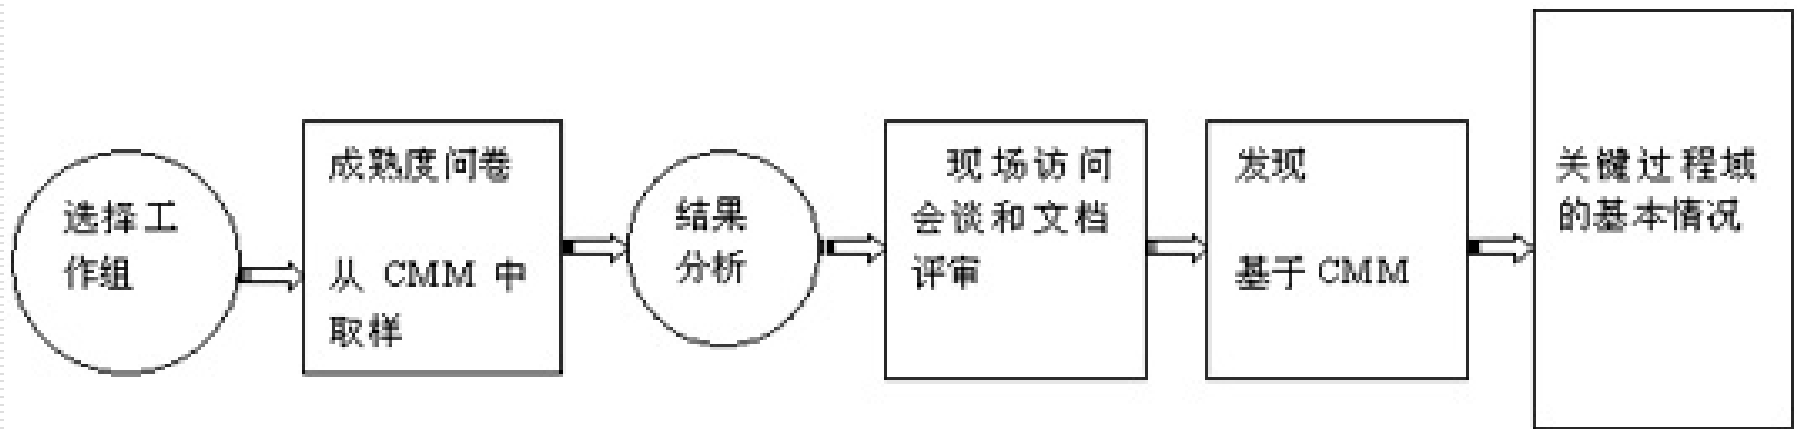 选择工
作组
成熟度问卷
从 CMM 中
取样
结果
分析
现场访问
会谈和文档
评审
发现
基于 CMM
关键过程域
的基本情况